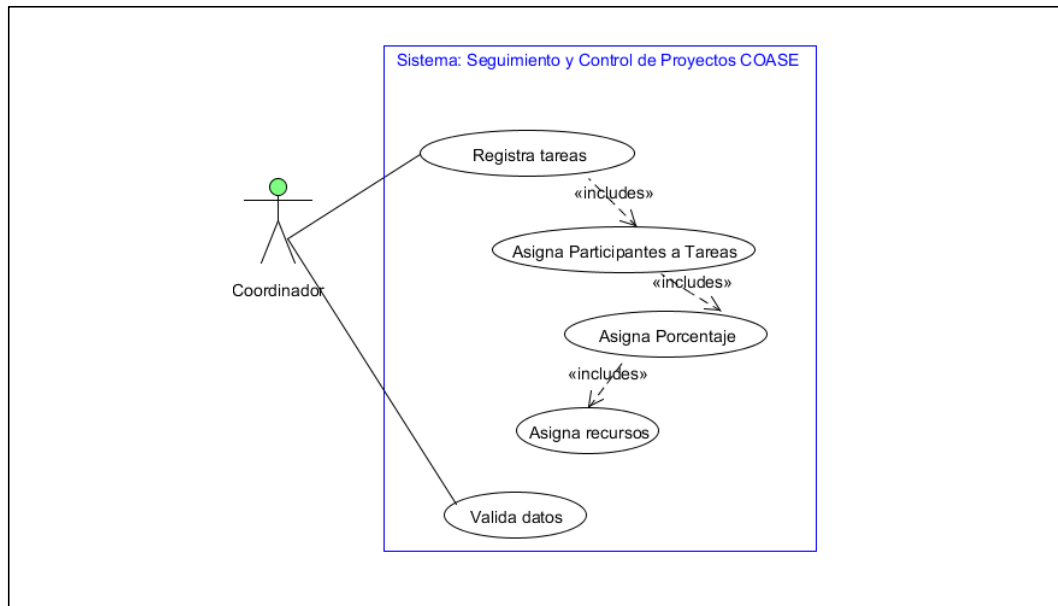 Sistema: Seguimiento y Control de Proyectos COASE
Registra tareas
«includes»
Asigna Participantes a Tareas
«includes»
Coordinador
Asigna Porcentaje
«includes»
Asigna recursos
Valida datos